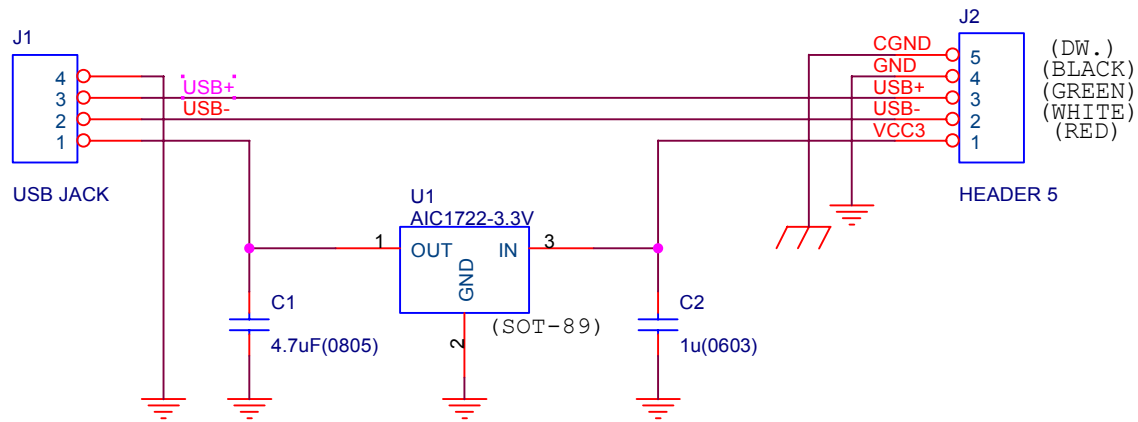 J1
4
3
2
1
USB JACK
USB+
USB-
U1
AIC1722-3.3V
1
OUT
IN
3
GND
2
(SOT-89)
C1
4.7uF(0805)
C2
1u(0603)
J2
CGND
5
(DW.)
GND
4
(BLACK)
USB+
3
(GREEN)
USB-
2
(WHITE)
VCC3
1
(RED)
HEADER 5